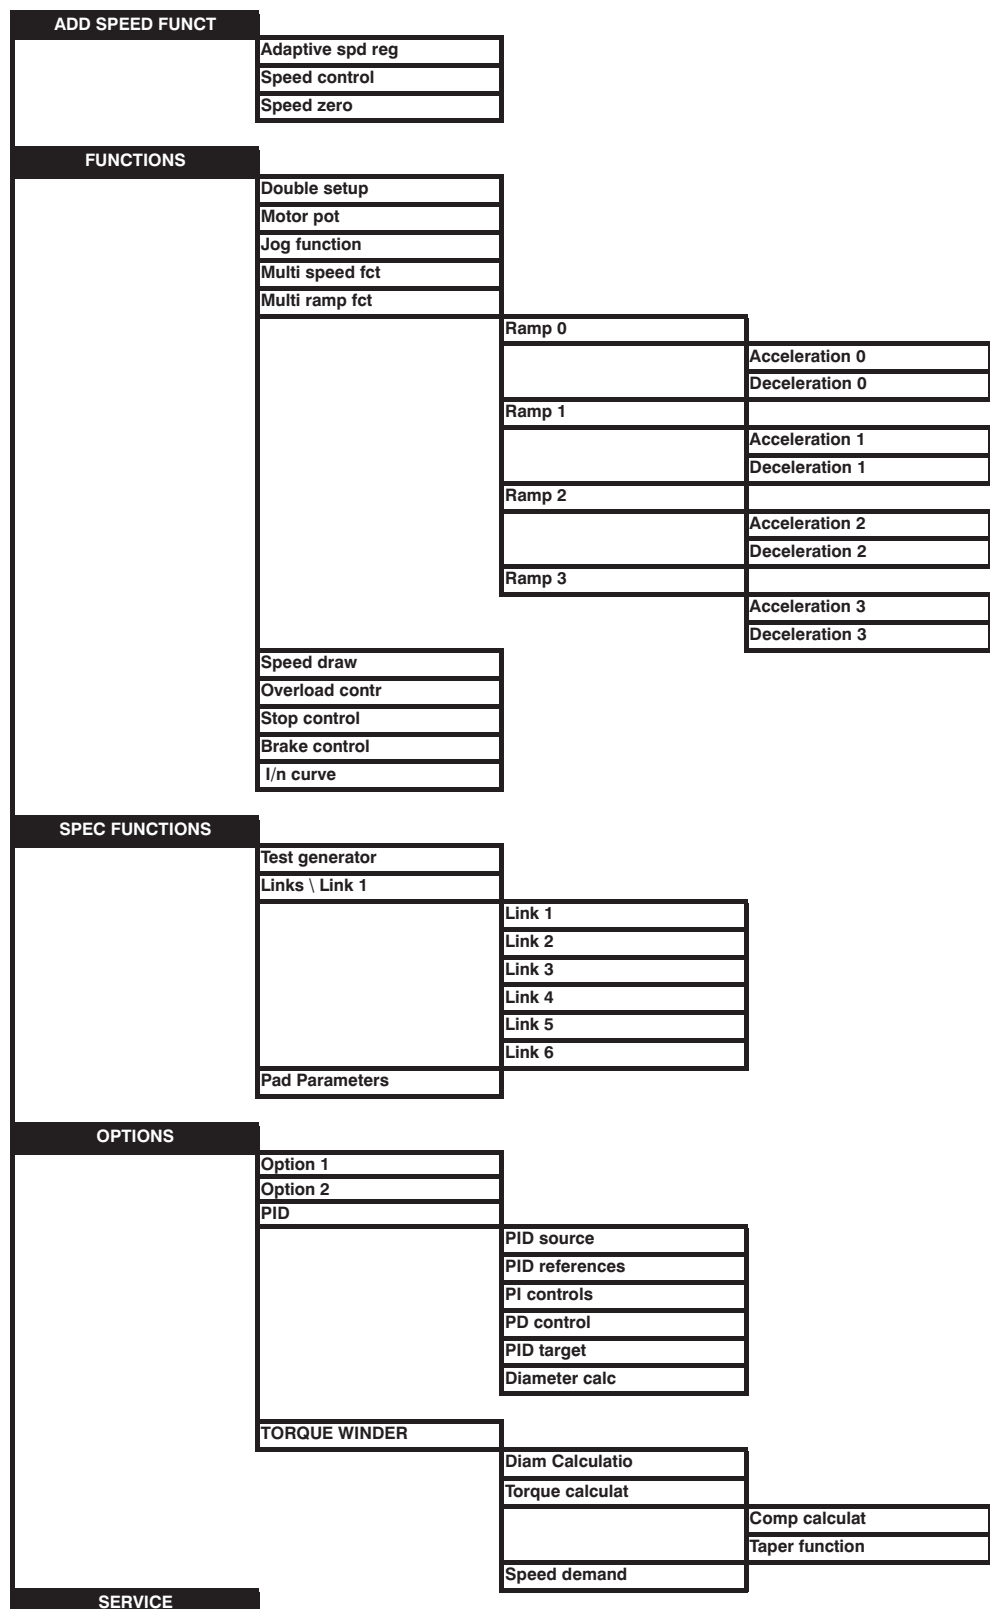 ADD SPEED FUNCT
Adaptive spd reg
Speed control
Speed zero
FUNCTIONS
Double setup
Motor pot
Jog function
Multi speed fct
Multi ramp fct
Ramp 0
Acceleration 0
Deceleration 0
Ramp 1
Acceleration 1
Deceleration 1
Ramp 2
Acceleration 2
Deceleration 2
Ramp 3
Acceleration 3
Deceleration 3
Speed draw
Overload contr
Stop control
Brake control
I/n curve
SPEC FUNCTIONS
Test generator
Links \ Link 1
Link 1
Link 2
Link 3
Link 4
Link 5
Link 6
Pad Parameters
OPTIONS
Option 1
Option 2
PID
PID source
PID references
PI controls
PD control
PID target
Diameter calc
TORQUE WINDER
Diam Calculatio
Torque calculat
Comp calculat
Taper function
Speed demand
SERVICE